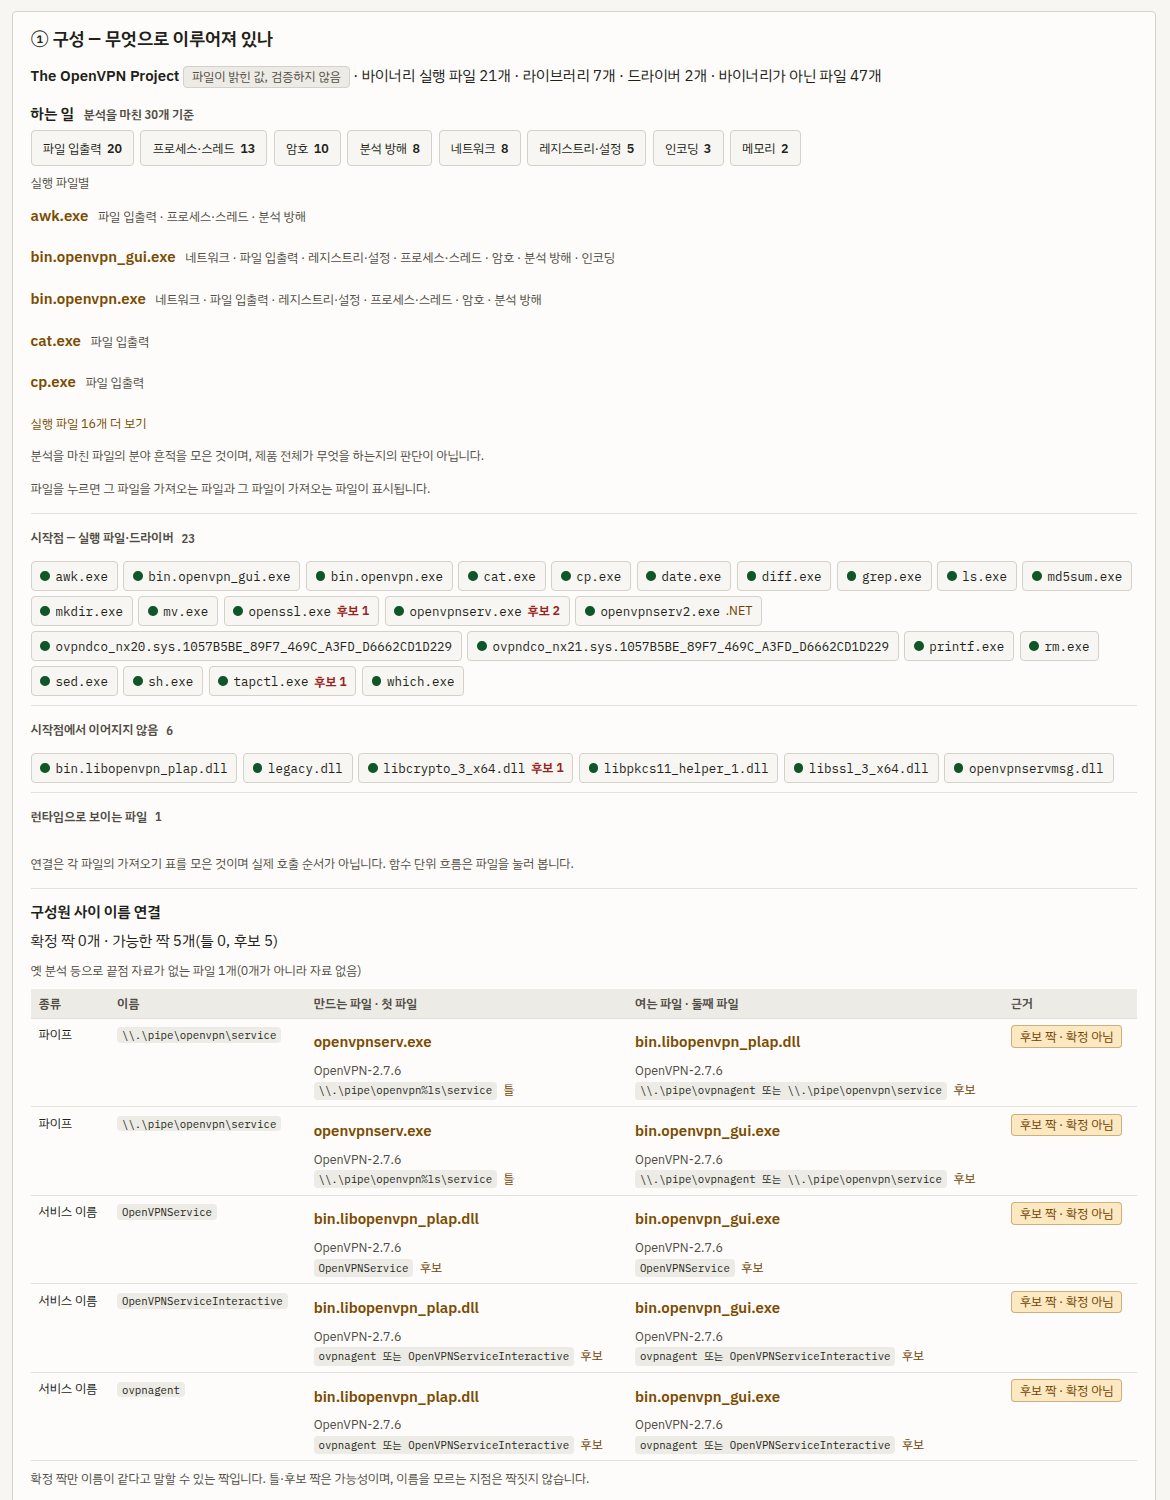 ① 구성 — 무엇으로 이루어져 있나
The OpenVPN Project 파일이 밝힌 값, 검증하지 않음 · 바이너리 실행 파일 21개 · 라이브러리 7개 · 드라이버 2개 · 바이너리가 아닌 파일 47개
하는 일 분석을 마친 30개 기준
파일 입출력 20 프로세스·스레드 13 암호 10 분석 방해 8 네트워크 8 레지스트리·설정 5 인코딩 3 메모리 2
실행 파일별
awk.exe 파일 입출력 · 프로세스·스레드 · 분석 방해
bin.openvpn_gui.exe 네트워크 · 파일 입출력 · 레지스트리·설정 · 프로세스·스레드 · 암호 · 분석 방해 · 인코딩
bin.openvpn.exe 네트워크 · 파일 입출력 · 레지스트리·설정 · 프로세스·스레드 · 암호 · 분석 방해
cat.exe 파일 입출력
cp.exe 파일 입출력
실행 파일 16개 더 보기
분석을 마친 파일의 분야 흔적을 모은 것이며, 제품 전체가 무엇을 하는지의 판단이 아닙니다.
파일을 누르면 그 파일을 가져오는 파일과 그 파일이 가져오는 파일이 표시됩니다.
시작점 — 실행 파일·드라이버 23
awk.exe bin.openvpn_gui.exe bin.openvpn.exe cat.exe cp.exe date.exe diff.exe grep.exe ls.exe md5sum.exe
mkdir.exe mv.exe openssl.exe 후보 1 openvpnserv.exe 후보 2 openvpnserv2.exe .NET
ovpndco_nx20.sys.1057B5BE_89F7_469C_A3FD_D6662CD1D229 ovpndco_nx21.sys.1057B5BE_89F7_469C_A3FD_D6662CD1D229 printf.exe rm.exe
sed.exe sh.exe tapctl.exe 후보 1 which.exe
시작점에서 이어지지 않음 6
bin.libopenvpn_plap.dll legacy.dll libcrypto_3_x64.dll 후보 1 libpkcs11_helper_1.dll libssl_3_x64.dll openvpnservmsg.dll
런타임으로 보이는 파일 1
연결은 각 파일의 가져오기 표를 모은 것이며 실제 호출 순서가 아닙니다. 함수 단위 흐름은 파일을 눌러 봅니다.
구성원 사이 이름 연결
확정 짝 0개 · 가능한 짝 5개(틀 0, 후보 5)
옛 분석 등으로 끝점 자료가 없는 파일 1개(0개가 아니라 자료 없음)
종류 이름 만드는 파일 · 첫 파일 여는 파일 · 둘째 파일 근거
파이프 \\.\pipe\openvpn\service openvpnserv.exe bin.libopenvpn_plap.dll 후보 짝 · 확정 아님
OpenVPN-2.7.6 OpenVPN-2.7.6
\\.\pipe\openvpn%ls\service 틀 \\.\pipe\ovpnagent 또는 \\.\pipe\openvpn\service 후보
파이프 \\.\pipe\openvpn\service openvpnserv.exe bin.openvpn_gui.exe 후보 짝 · 확정 아님
OpenVPN-2.7.6 OpenVPN-2.7.6
\\.\pipe\openvpn%ls\service 틀 \\.\pipe\ovpnagent 또는 \\.\pipe\openvpn\service 후보
서비스 이름 OpenVPNService bin.libopenvpn_plap.dll bin.openvpn_gui.exe 후보 짝 · 확정 아님
OpenVPN-2.7.6 OpenVPN-2.7.6
OpenVPNService 후보 OpenVPNService 후보
서비스 이름 OpenVPNServiceInteractive bin.libopenvpn_plap.dll bin.openvpn_gui.exe 후보 짝 · 확정 아님
OpenVPN-2.7.6 OpenVPN-2.7.6
ovpnagent 또는 OpenVPNServiceInteractive 후보 ovpnagent 또는 OpenVPNServiceInteractive 후보
서비스 이름 ovpnagent bin.libopenvpn_plap.dll bin.openvpn_gui.exe 후보 짝 · 확정 아님
OpenVPN-2.7.6 OpenVPN-2.7.6
ovpnagent 또는 OpenVPNServiceInteractive 후보 ovpnagent 또는 OpenVPNServiceInteractive 후보
확정 짝만 이름이 같다고 말할 수 있는 짝입니다. 틀·후보 짝은 가능성이며, 이름을 모르는 지점은 짝짓지 않습니다.